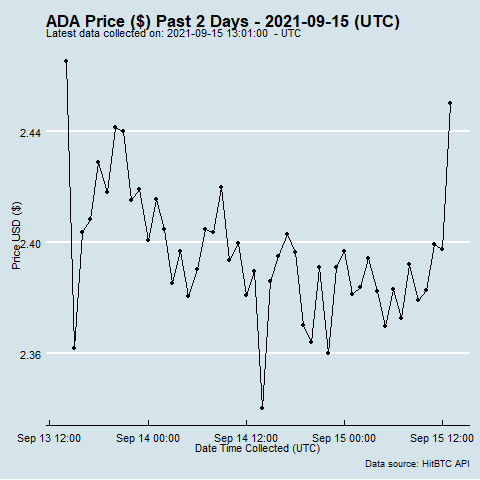 ADA Price ($) Past 2 Days - 2021-09-15 (UTC)
Latest data collected on: 2021-09-15 13:01:00 - UTC
2.44
2.40
2.36
Price USD ($)
Sep 13 12:00 Sep 14 00:00 Sep 14 12:00 Sep 15 00:00 Sep 15 12:00
Date Time Collected (UTC)
Data source: HitBTC API